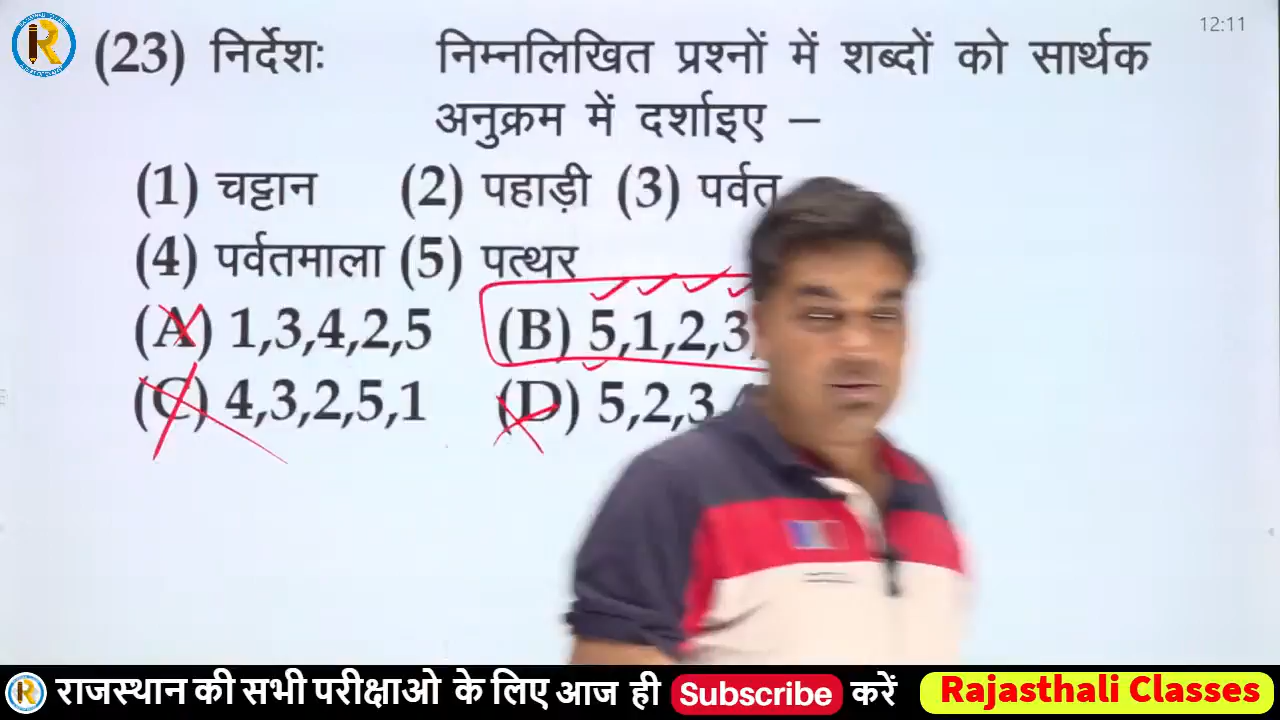 12:11
(23) निर्देशः निम्नलिखित प्रश्नों में शब्दों को सार्थक
अनुक्रम में दर्शाइए –
(1) चट्टान (2) पहाड़ी (3) पर्वत
(4) पर्वतमाला (5) पत्थर
(A) 1,3,4,2,5 (B) 5,1,2,3,
(C) 4,3,2,5,1 (D) 5,2,3,
राजस्थान की सभी परीक्षाओ के लिए आज ही Subscribe करें Rajasthali Classes